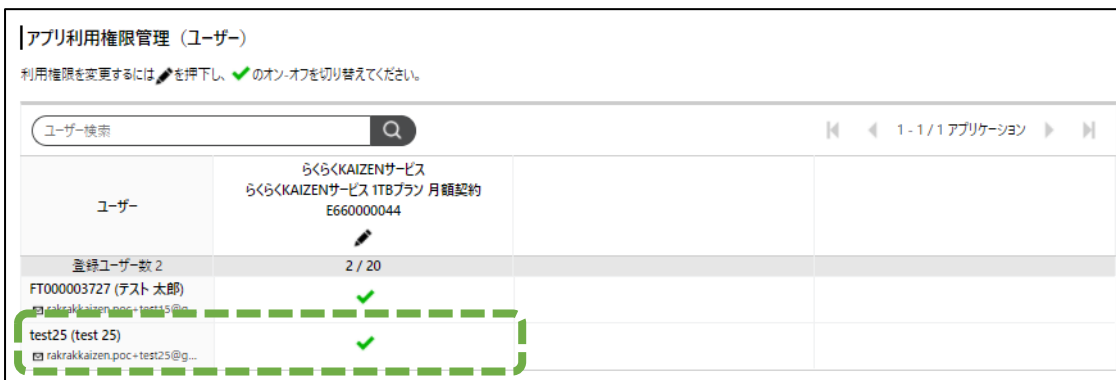 アプリ利用権限管理（ユーザー）
利用権限を変更するには を押下し、 のオン-オフを切り替えてください。
ユーザー検索
1 - 1 / 1 アプリケーション
ユーザー
らくらくKAIZENサービス
らくらくKAIZENサービス 1TBプラン 月額契約
E660000044
登録ユーザー数 2
2 / 20
FT000003727 (テスト 太郎)
rakrakkaizen.poc+test15@g...
test25 (test 25)
rakrakkaizen.poc+test25@g...